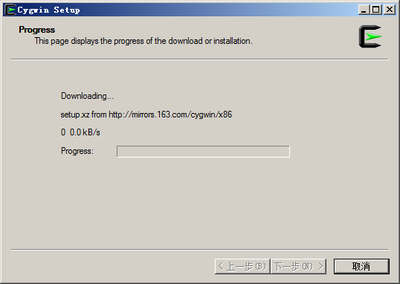 Cygwin Setup
Progress
This page displays the progress of the download or installation.
Downloading...
setup.xz from http://mirrors.163.com/cygwin/x86
0 0.0 kB/s
Progress:
< 上一步(B) 下一步(N) > 取消